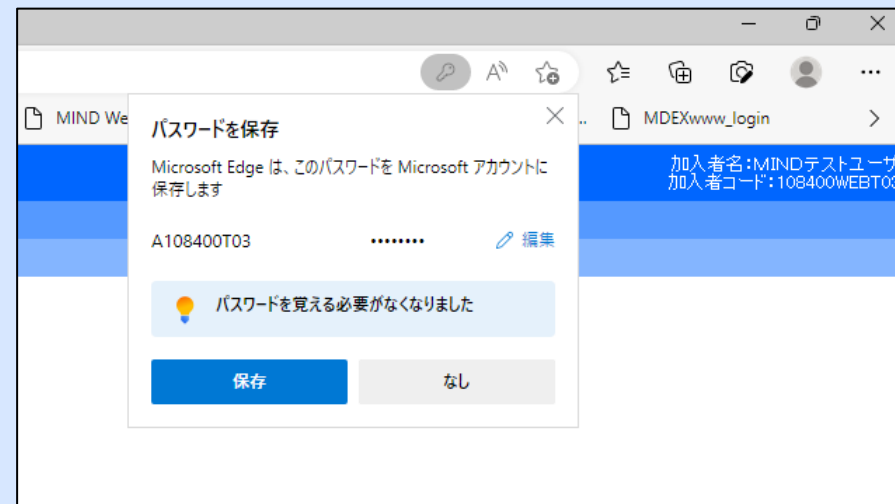 MIND We
MDEXwww_login
パスワードを保存
Microsoft Edge は、このパスワードを Microsoft アカウントに
保存します
A108400T03 •••••••• 編集
パスワードを覚える必要がなくなりました
保存 なし
加入者名:MINDテストユーザ
加入者コード:108400WEBT03